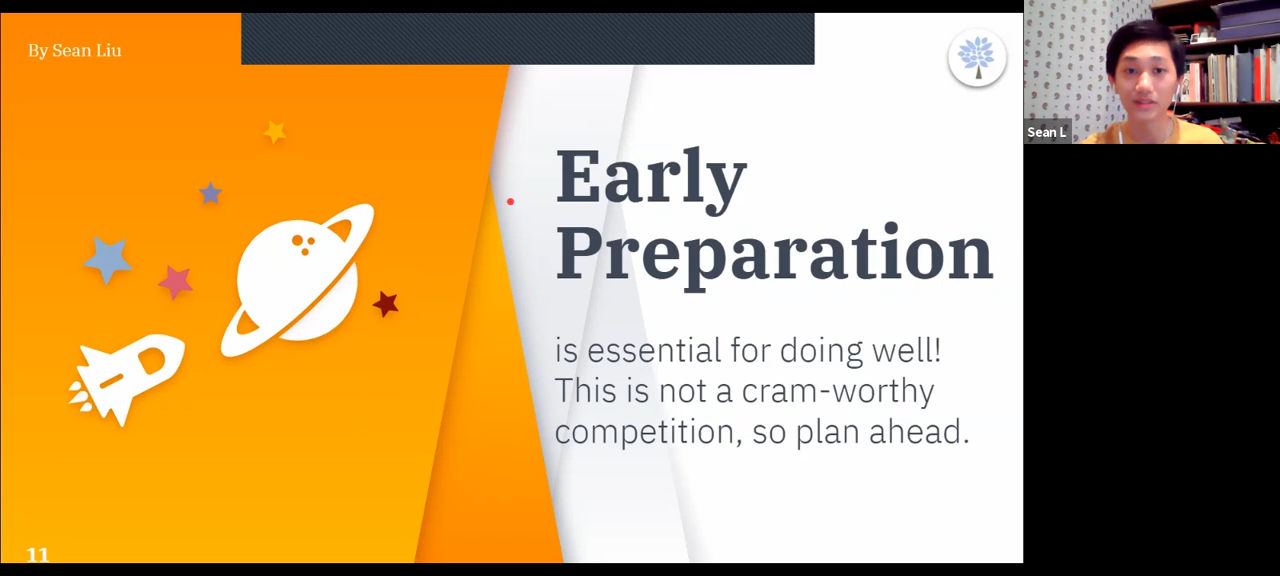 By Sean Liu
Early
Preparation
is essential for doing well!
This is not a cram-worthy
competition, so plan ahead.
11
Sean L